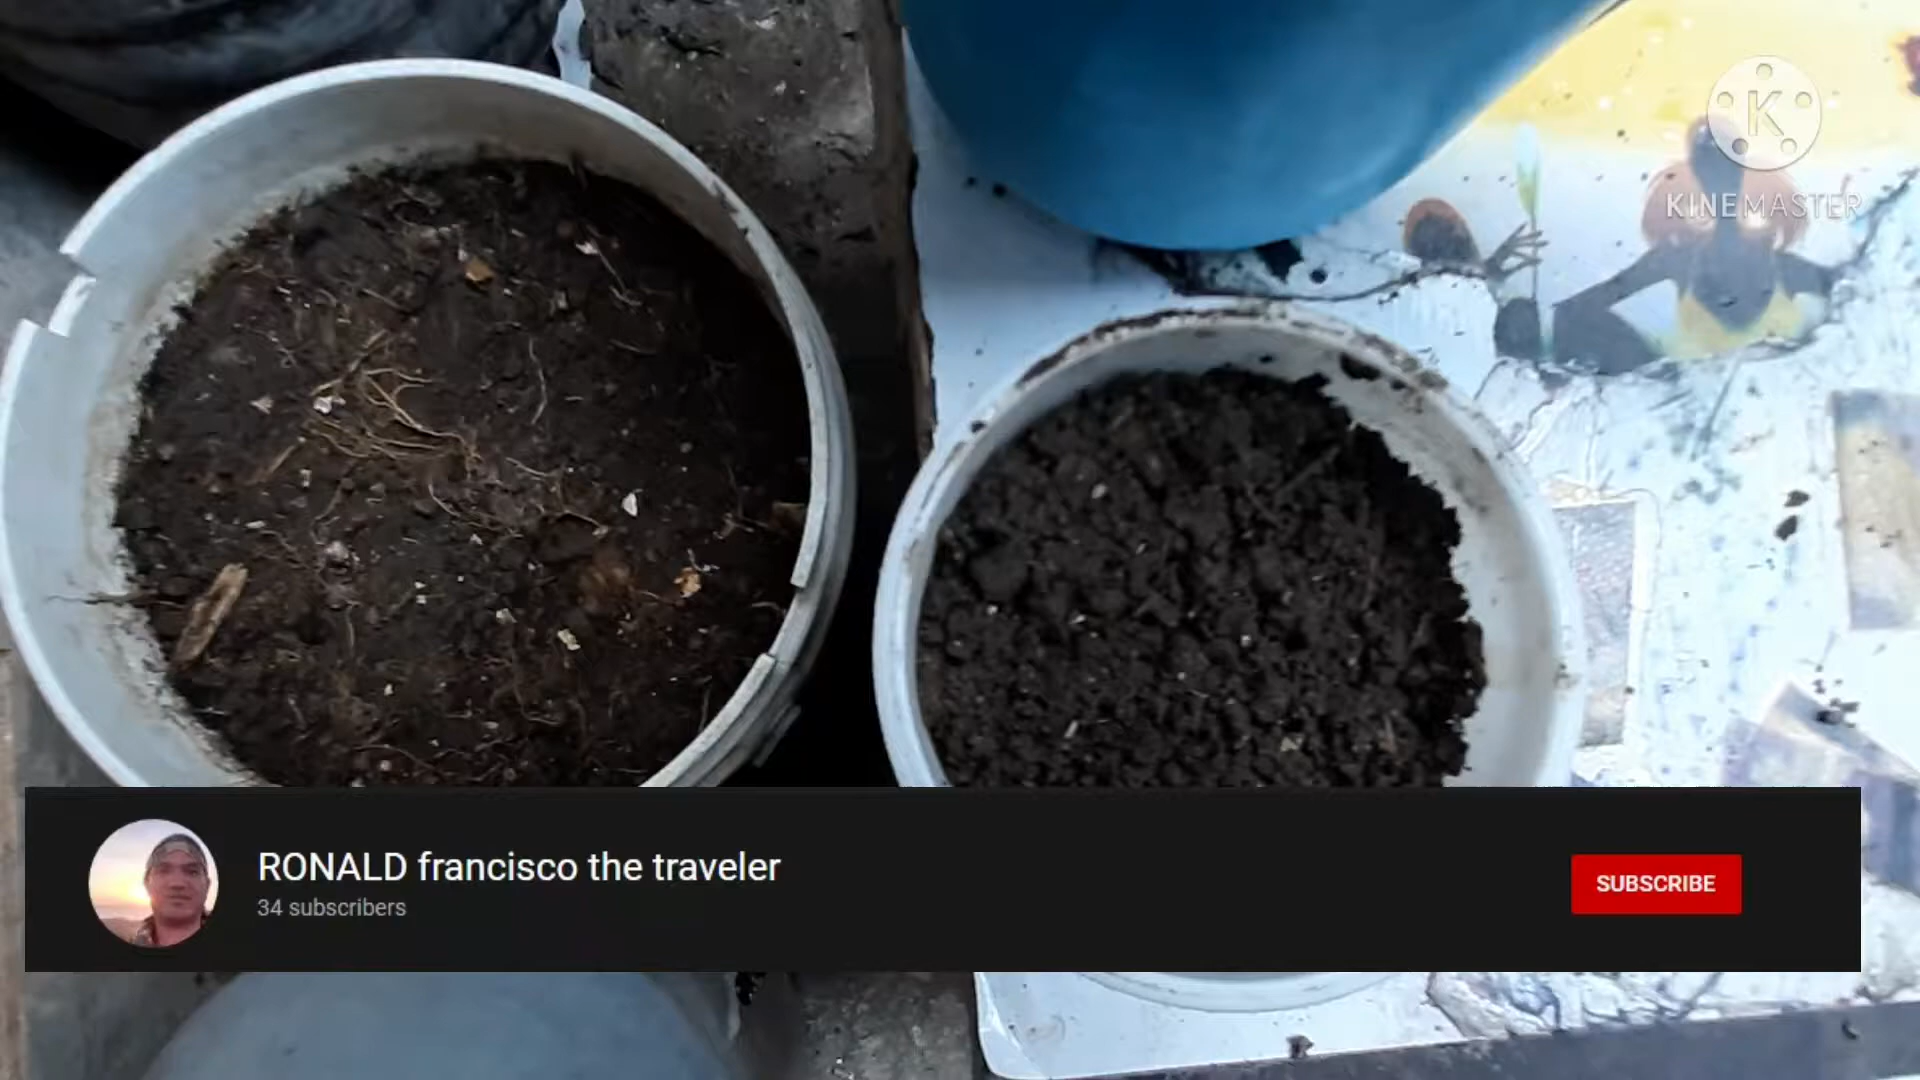 K
KINEMASTER
RONALD francisco the traveler
34 subscribers
SUBSCRIBE